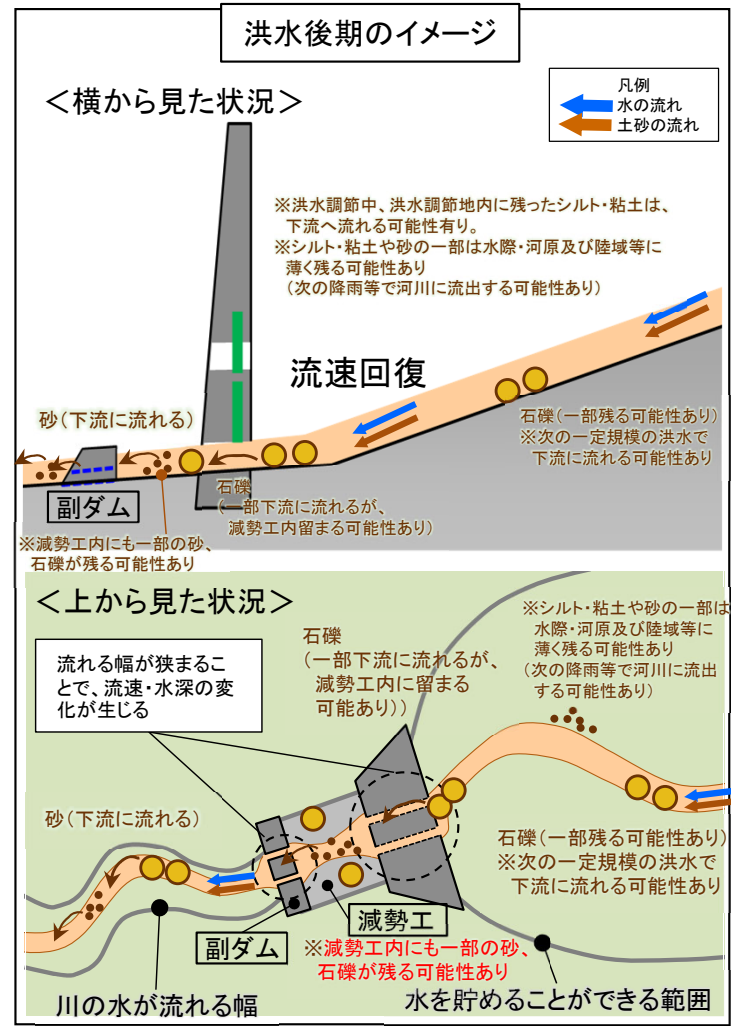 洪水後期のイメージ
凡例
水の流れ
土砂の流れ
＜横から見た状況＞
※洪水調節中、洪水調節地内に残ったシルト・粘土は、
下流へ流れる可能性有り。
※シルト・粘土や砂の一部は水際・河原及び陸域等に
薄く残る可能性あり
（次の降雨等で河川に流出する可能性あり）
流速回復
砂（下流に流れる）
石礫（一部残る可能性あり）
※次の一定規模の洪水で
下流に流れる可能性あり
石礫
（一部下流に流れるが、
減勢工内留まる可能性あり）
副ダム
※減勢工内にも一部の砂、
石礫が残る可能性あり
＜上から見た状況＞
流れる幅が狭まるこ
とで、流速・水深の変
化が生じる
石礫
（一部下流に流れるが、
減勢工内に留まる
可能あり））
※シルト・粘土や砂の一部は
水際・河原及び陸域等に
薄く残る可能性あり
（次の降雨等で河川に流出
する可能性あり）
砂（下流に流れる）
石礫（一部残る可能性あり）
※次の一定規模の洪水で
下流に流れる可能性あり
減勢工
副ダム
※減勢工内にも一部の砂、
石礫が残る可能性あり
川の水が流れる幅
水を貯めることができる範囲